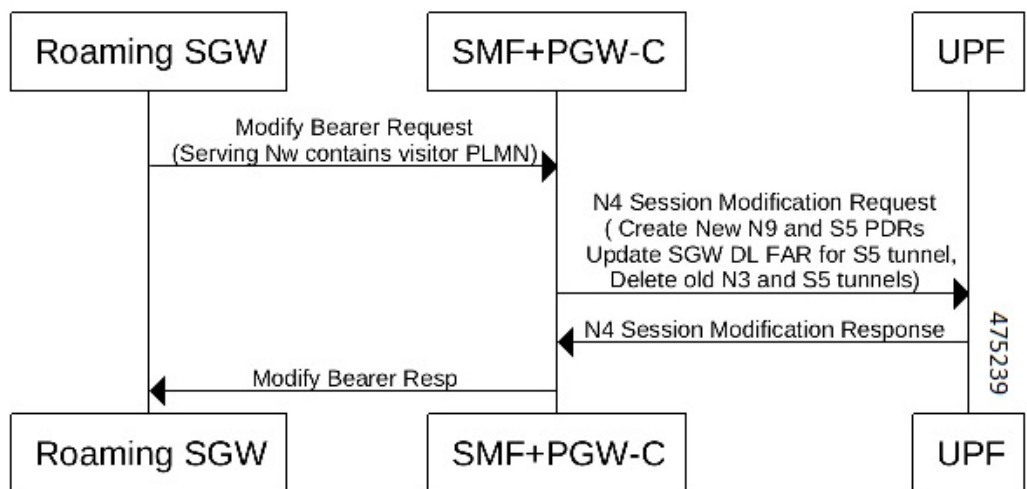 Roaming SGW
SMF+PGW-C
UPF
Modify Bearer Request
(Serving Nw contains visitor PLMN)
N4 Session Modification Request
( Create New N9 and S5 PDRs
Update SGW DL FAR for S5 tunnel,
Delete old N3 and S5 tunnels)
N4 Session Modification Response
475239
Modify Bearer Resp
Roaming SGW
SMF+PGW-C
UPF